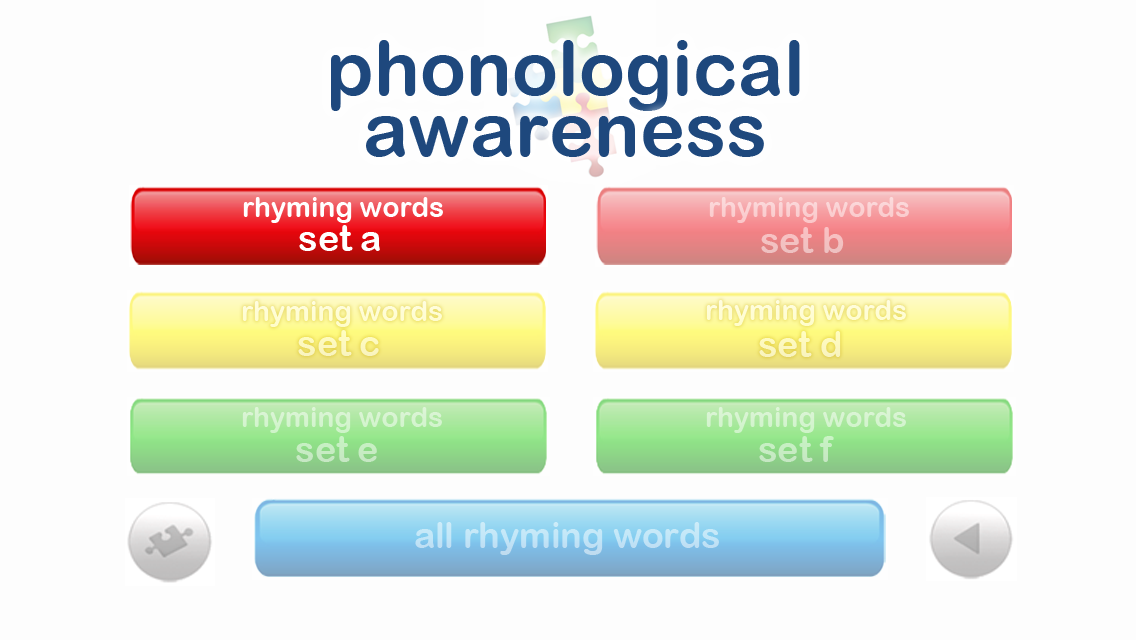 phonological
awareness
rhyming words
set a
rhyming words
set b
rhyming words
set c
rhyming words
set d
rhyming words
set e
rhyming words
set f
all rhyming words